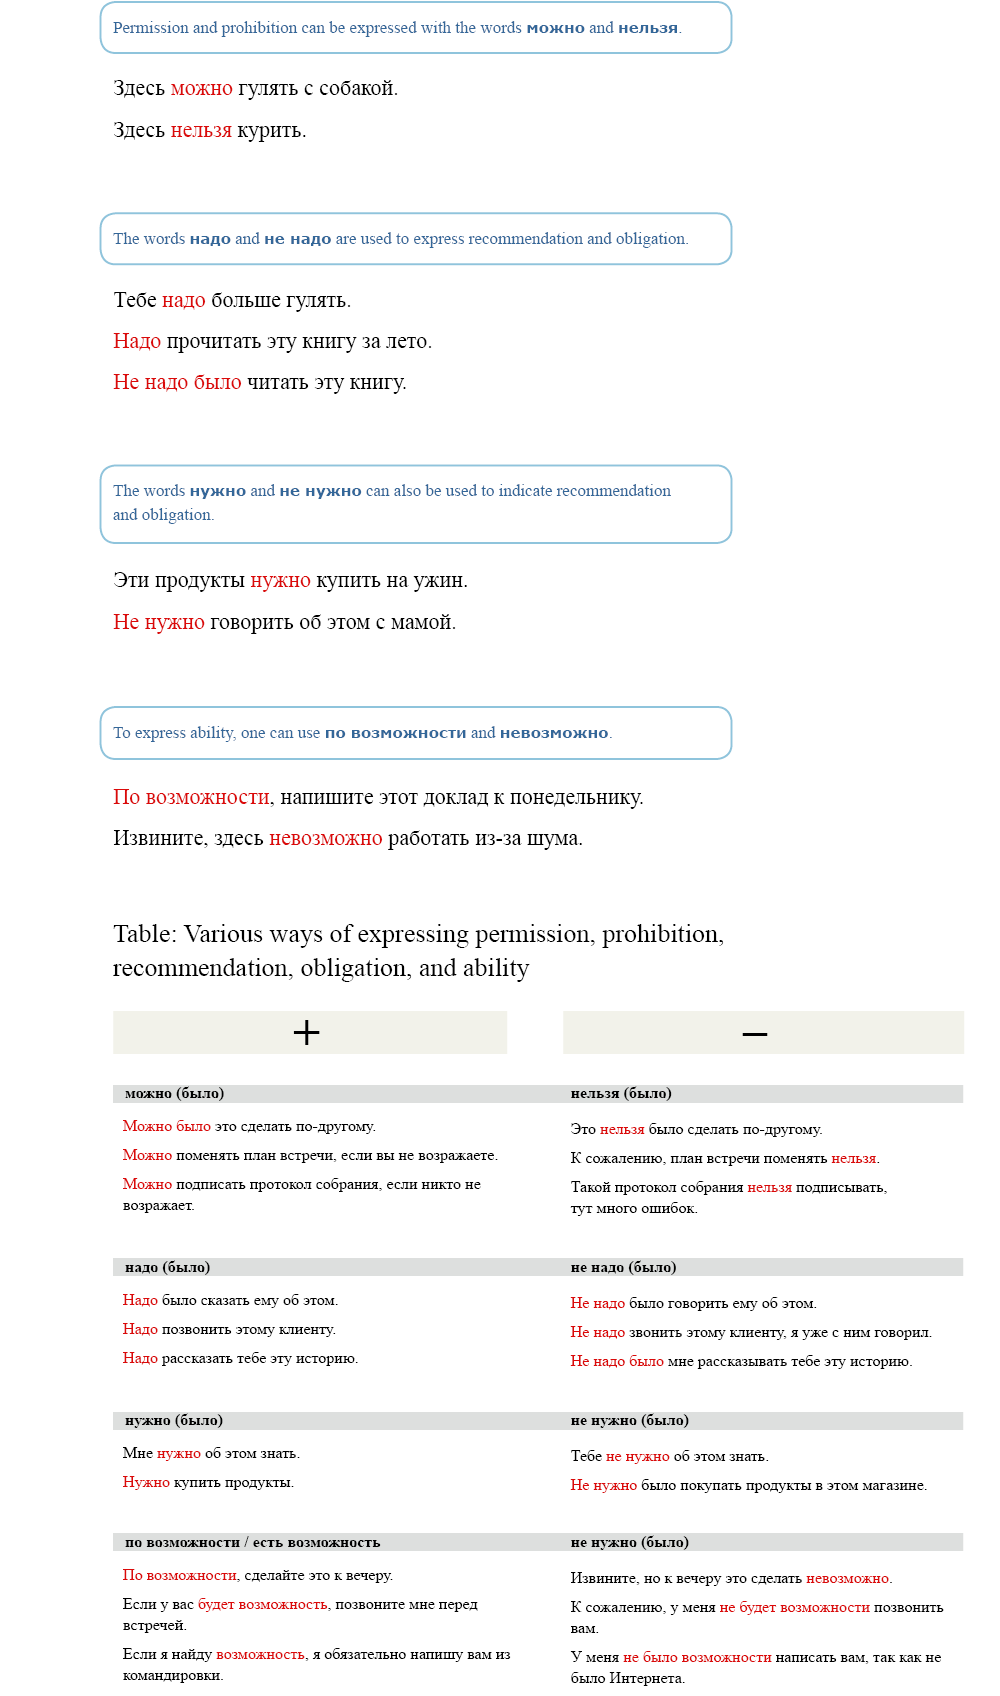 Permission and prohibition can be expressed with the words можно and нельзя.
Здесь можно гулять с собакой.
Здесь нельзя курить.
The words надо and не надо are used to express recommendation and obligation.
Тебе надо больше гулять.
Надо прочитать эту книгу за лето.
Не надо было читать эту книгу.
The words нужно and не нужно can also be used to indicate recommendation
and obligation.
Эти продукты нужно купить на ужин.
Не нужно говорить об этом с мамой.
To express ability, one can use по возможности and невозможно.
По возможности, напишите этот доклад к понедельнику.
Извините, здесь невозможно работать из-за шума.
Table: Various ways of expressing permission, prohibition,
recommendation, obligation, and ability
+ –
можно (было)
Можно было это сделать по-другому.
Можно поменять план встречи, если вы не возражаете.
Можно подписать протокол собрания, если никто не
возражает.
нельзя (было)
Это нельзя было сделать по-другому.
К сожалению, план встречи поменять нельзя.
Такой протокол собрания нельзя подписывать,
тут много ошибок.
надо (было)
Надо было сказать ему об этом.
Надо позвонить этому клиенту.
Надо рассказать тебе эту историю.
не надо (было)
Не надо было говорить ему об этом.
Не надо звонить этому клиенту, я уже с ним говорил.
Не надо было мне рассказывать тебе эту историю.
нужно (было)
Мне нужно об этом знать.
Нужно купить продукты.
не нужно (было)
Тебе не нужно об этом знать.
Не нужно было покупать продукты в этом магазине.
по возможности / есть возможность
По возможности, сделайте это к вечеру.
Если у вас будет возможность, позвоните мне перед
встречей.
Если я найду возможность, я обязательно напишу вам из
командировки.
не нужно (было)
Извините, но к вечеру это сделать невозможно.
К сожалению, у меня не будет возможности позвонить
вам.
У меня не было возможности написать вам, так как не
было Интернета.